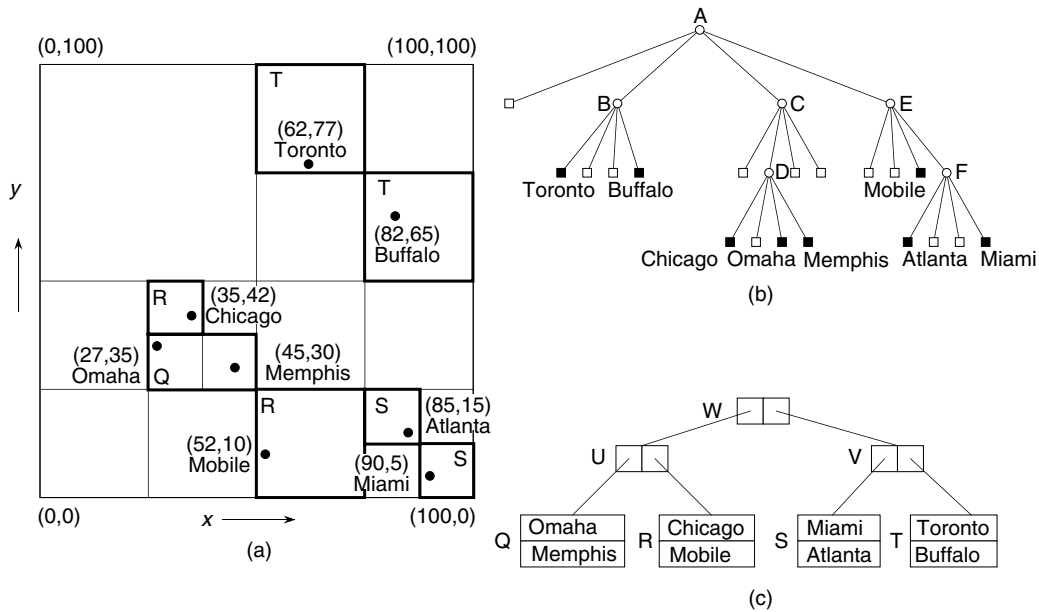 (0,100)
(100,100)
T
(62,77)
Toronto
T
(82,65)
Buffalo
y
R
(35,42)
Chicago
(27,35)
Omaha
Q
(45,30)
Memphis
R
S
(85,15)
Atlanta
(52,10)
Mobile
(90,5)
Miami
S
(0,0)
x
(100,0)
(a)
A
B
C
E
Toronto
Buffalo
D
Mobile
F
Chicago
Omaha
Memphis
Atlanta
Miami
(b)
W
U
V
Q
Omaha
Memphis
R
Chicago
Mobile
S
Miami
Atlanta
T
Toronto
Buffalo
(c)